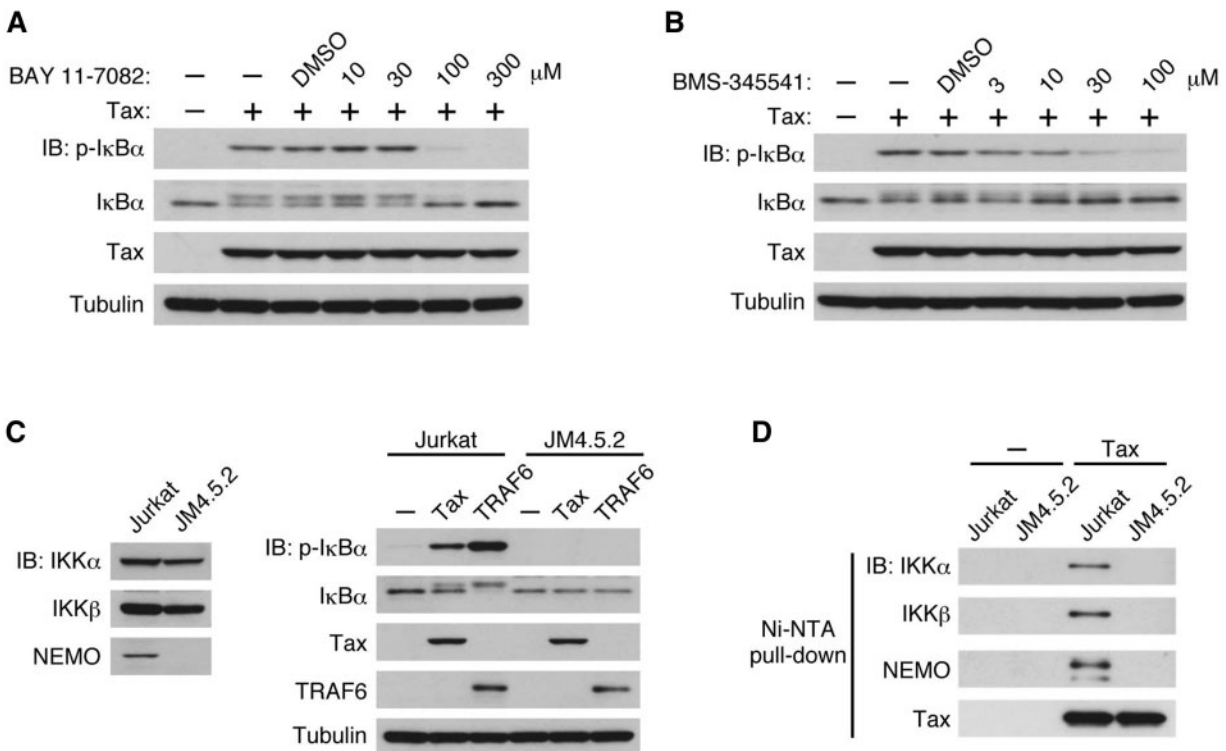 A
BAY 11-7082: — — DMSO 10 30 100 300 μM
Tax: — + + + + + +
IB: p-IκBα
IκBα
Tax
Tubulin
B
BMS-345541: — — DMSO 3 10 30 100 μM
Tax: — + + + + + +
IB: p-IκBα
IκBα
Tax
Tubulin
C
Jurkat JM4.5.2
IB: IKKα
IKKβ
NEMO
Jurkat JM4.5.2
— Tax TRAF6 — Tax TRAF6
IB: p-IκBα
IκBα
Tax
TRAF6
Tubulin
D
— Tax
Jurkat JM4.5.2 Jurkat JM4.5.2
Ni-NTA
pull-down
IB: IKKα
IKKβ
NEMO
Tax